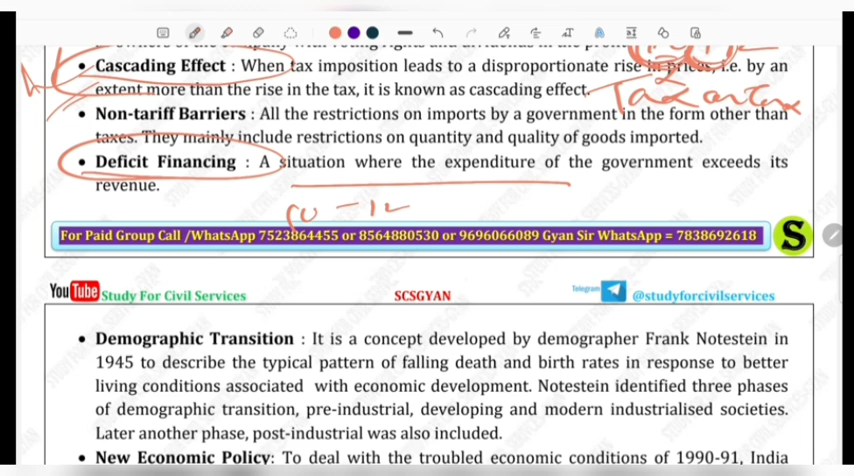 • Cascading Effect : When tax imposition leads to a disproportionate rise in prices, i.e. by an
extent more than the rise in the tax, it is known as cascading effect.
Tax on Tax
• Non-tariff Barriers : All the restrictions on imports by a government in the form other than
taxes. They mainly include restrictions on quantity and quality of goods imported.
• Deficit Financing : A situation where the expenditure of the government exceeds its
revenue.
10 - 12
For Paid Group Call /WhatsApp 7523864455 or 8564880530 or 9696066089 Gyan Sir WhatsApp = 7838692618
S
YouTube Study For Civil Services SCSGYAN Telegram @studyforcivilservices
• Demographic Transition : It is a concept developed by demographer Frank Notestein in
1945 to describe the typical pattern of falling death and birth rates in response to better
living conditions associated with economic development. Notestein identified three phases
of demographic transition, pre-industrial, developing and modern industrialised societies.
Later another phase, post-industrial was also included.
• New Economic Policy: To deal with the troubled economic conditions of 1990-91, India